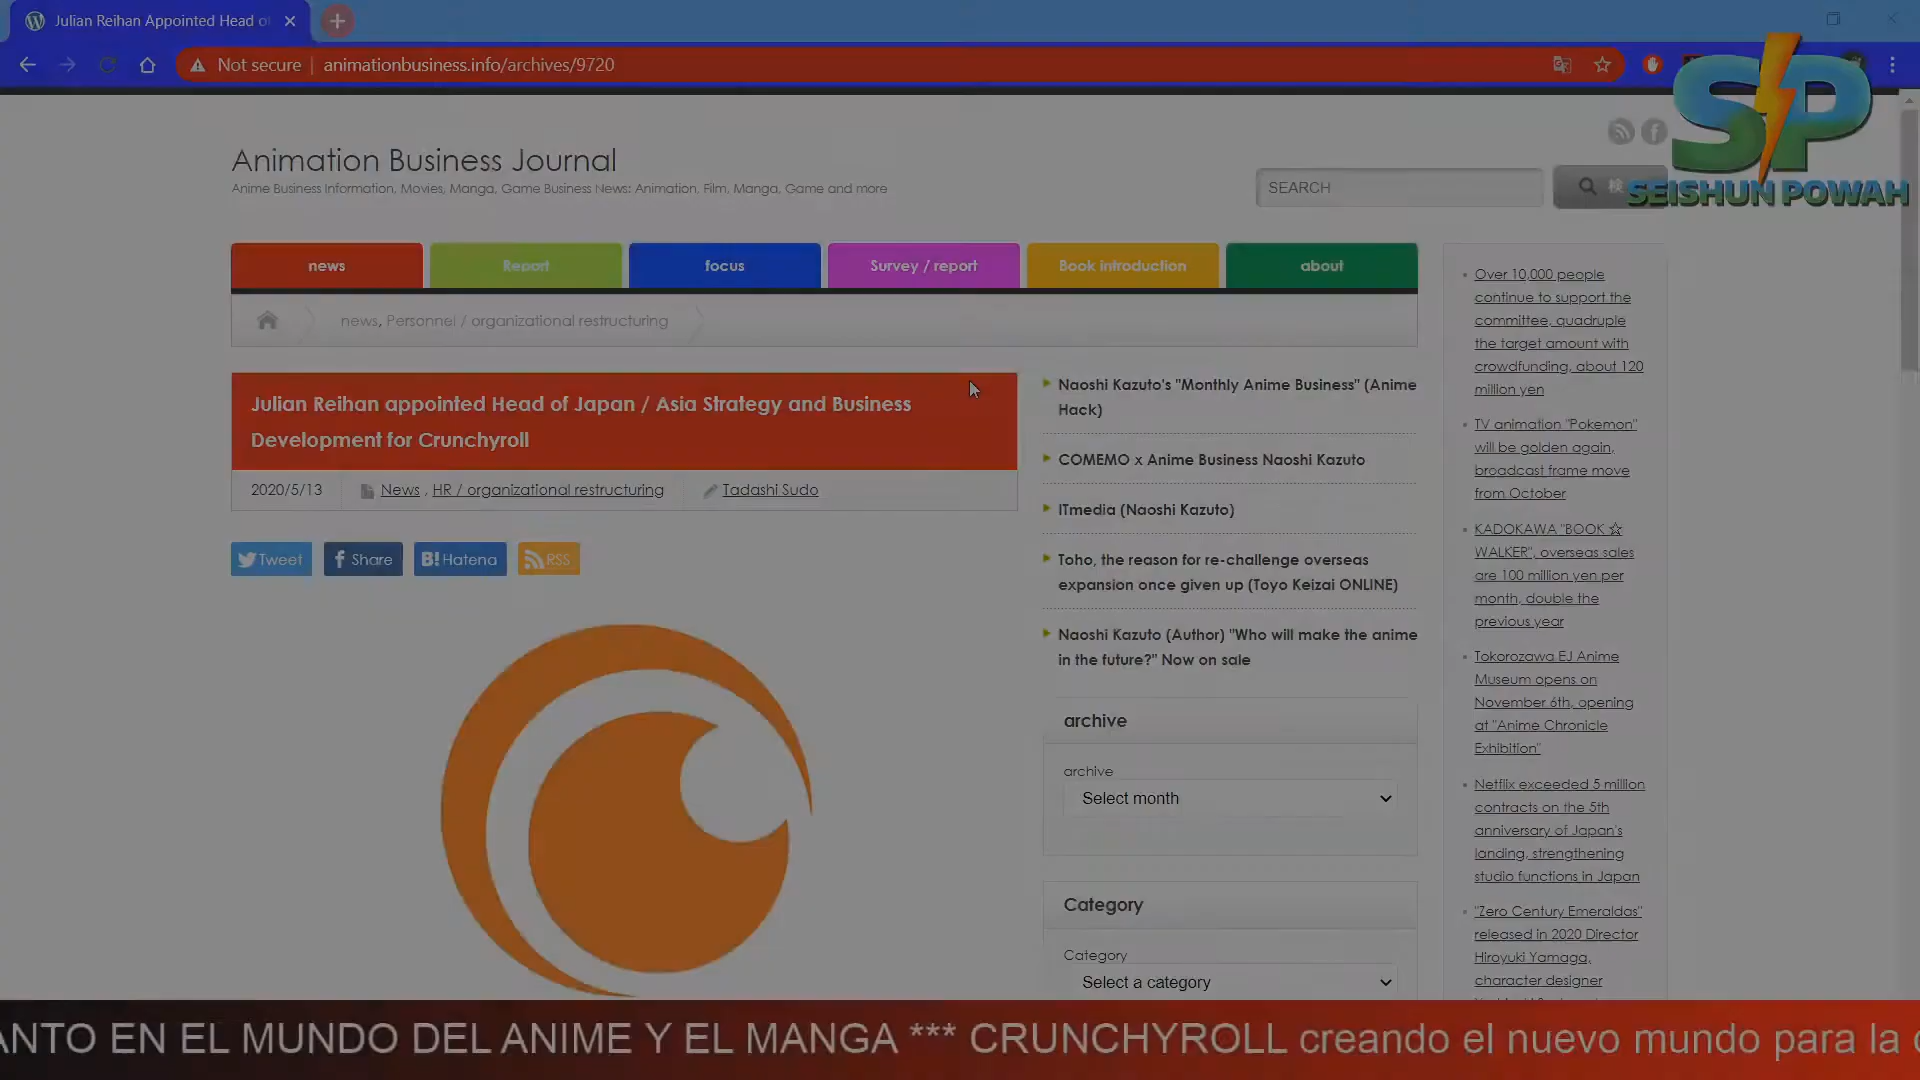 Julian Reihan Appointed Head o
Not secure
animationbusiness.info/archives/9720
SP
SEISHUN POWAH
Animation Business Journal
Anime Business Information, Movies, Manga, Game Business News: Animation, Film, Manga, Game and more
SEARCH
news
Report
focus
Survey / report
Book introduction
about
news, Personnel / organizational restructuring
Julian Reihan appointed Head of Japan / Asia Strategy and Business
Development for Crunchyroll
2020/5/13
News , HR / organizational restructuring
Tadashi Sudo
Tweet
Share
B! Hatena
RSS
Naoshi Kazuto's "Monthly Anime Business" (Anime
Hack)
COMEMO x Anime Business Naoshi Kazuto
ITmedia (Naoshi Kazuto)
Toho, the reason for re-challenge overseas
expansion once given up (Toyo Keizai ONLINE)
Naoshi Kazuto (Author) "Who will make the anime
in the future?" Now on sale
archive
archive
Select month
Category
Category
Select a category
Over 10,000 people
continue to support the
committee, quadruple
the target amount with
crowdfunding, about 120
million yen
TV animation "Pokemon"
will be golden again,
broadcast frame move
from October
KADOKAWA "BOOK ☆
WALKER", overseas sales
are 100 million yen per
month, double the
previous year
Tokorozawa EJ Anime
Museum opens on
November 6th, opening
at "Anime Chronicle
Exhibition"
Netflix exceeded 5 million
contracts on the 5th
anniversary of Japan's
landing, strengthening
studio functions in Japan
"Zero Century Emeraldas"
released in 2020 Director
Hiroyuki Yamaga,
character designer
ANTO EN EL MUNDO DEL ANIME Y EL MANGA *** CRUNCHYROLL creando el nuevo mundo para la